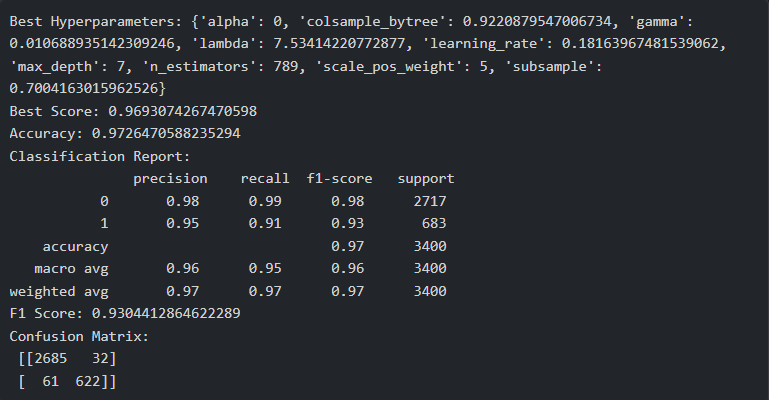 Best Hyperparameters: {'alpha': 0, 'colsample_bytree': 0.9220879547006734, 'gamma':
0.010688935142309246, 'lambda': 7.53414220772877, 'learning_rate': 0.18163967481539062,
'max_depth': 7, 'n_estimators': 789, 'scale_pos_weight': 5, 'subsample':
0.7004163015962526}
Best Score: 0.9693074267470598
Accuracy: 0.9726470588235294
Classification Report:
precision recall f1-score support
0 0.98 0.99 0.98 2717
1 0.95 0.91 0.93 683
accuracy 0.97 3400
macro avg 0.96 0.95 0.96 3400
weighted avg 0.97 0.97 0.97 3400
F1 Score: 0.9304412864622289
Confusion Matrix:
[[2685 32]
[ 61 622]]